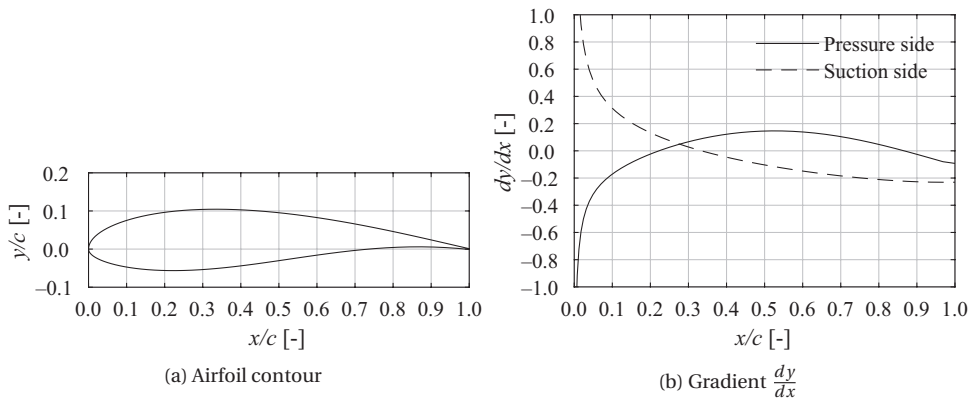 0.2
0.1
0.0
−0.1
y/c [-]
0.0 0.1 0.2 0.3 0.4 0.5 0.6 0.7 0.8 0.9 1.0
x/c [-]
(a) Airfoil contour
1.0
0.8
0.6
0.4
0.2
0.0
−0.2
−0.4
−0.6
−0.8
−1.0
dy/dx [-]
Pressure side
Suction side
0.0 0.1 0.2 0.3 0.4 0.5 0.6 0.7 0.8 0.9 1.0
x/c [-]
(b) Gradient dy/dx